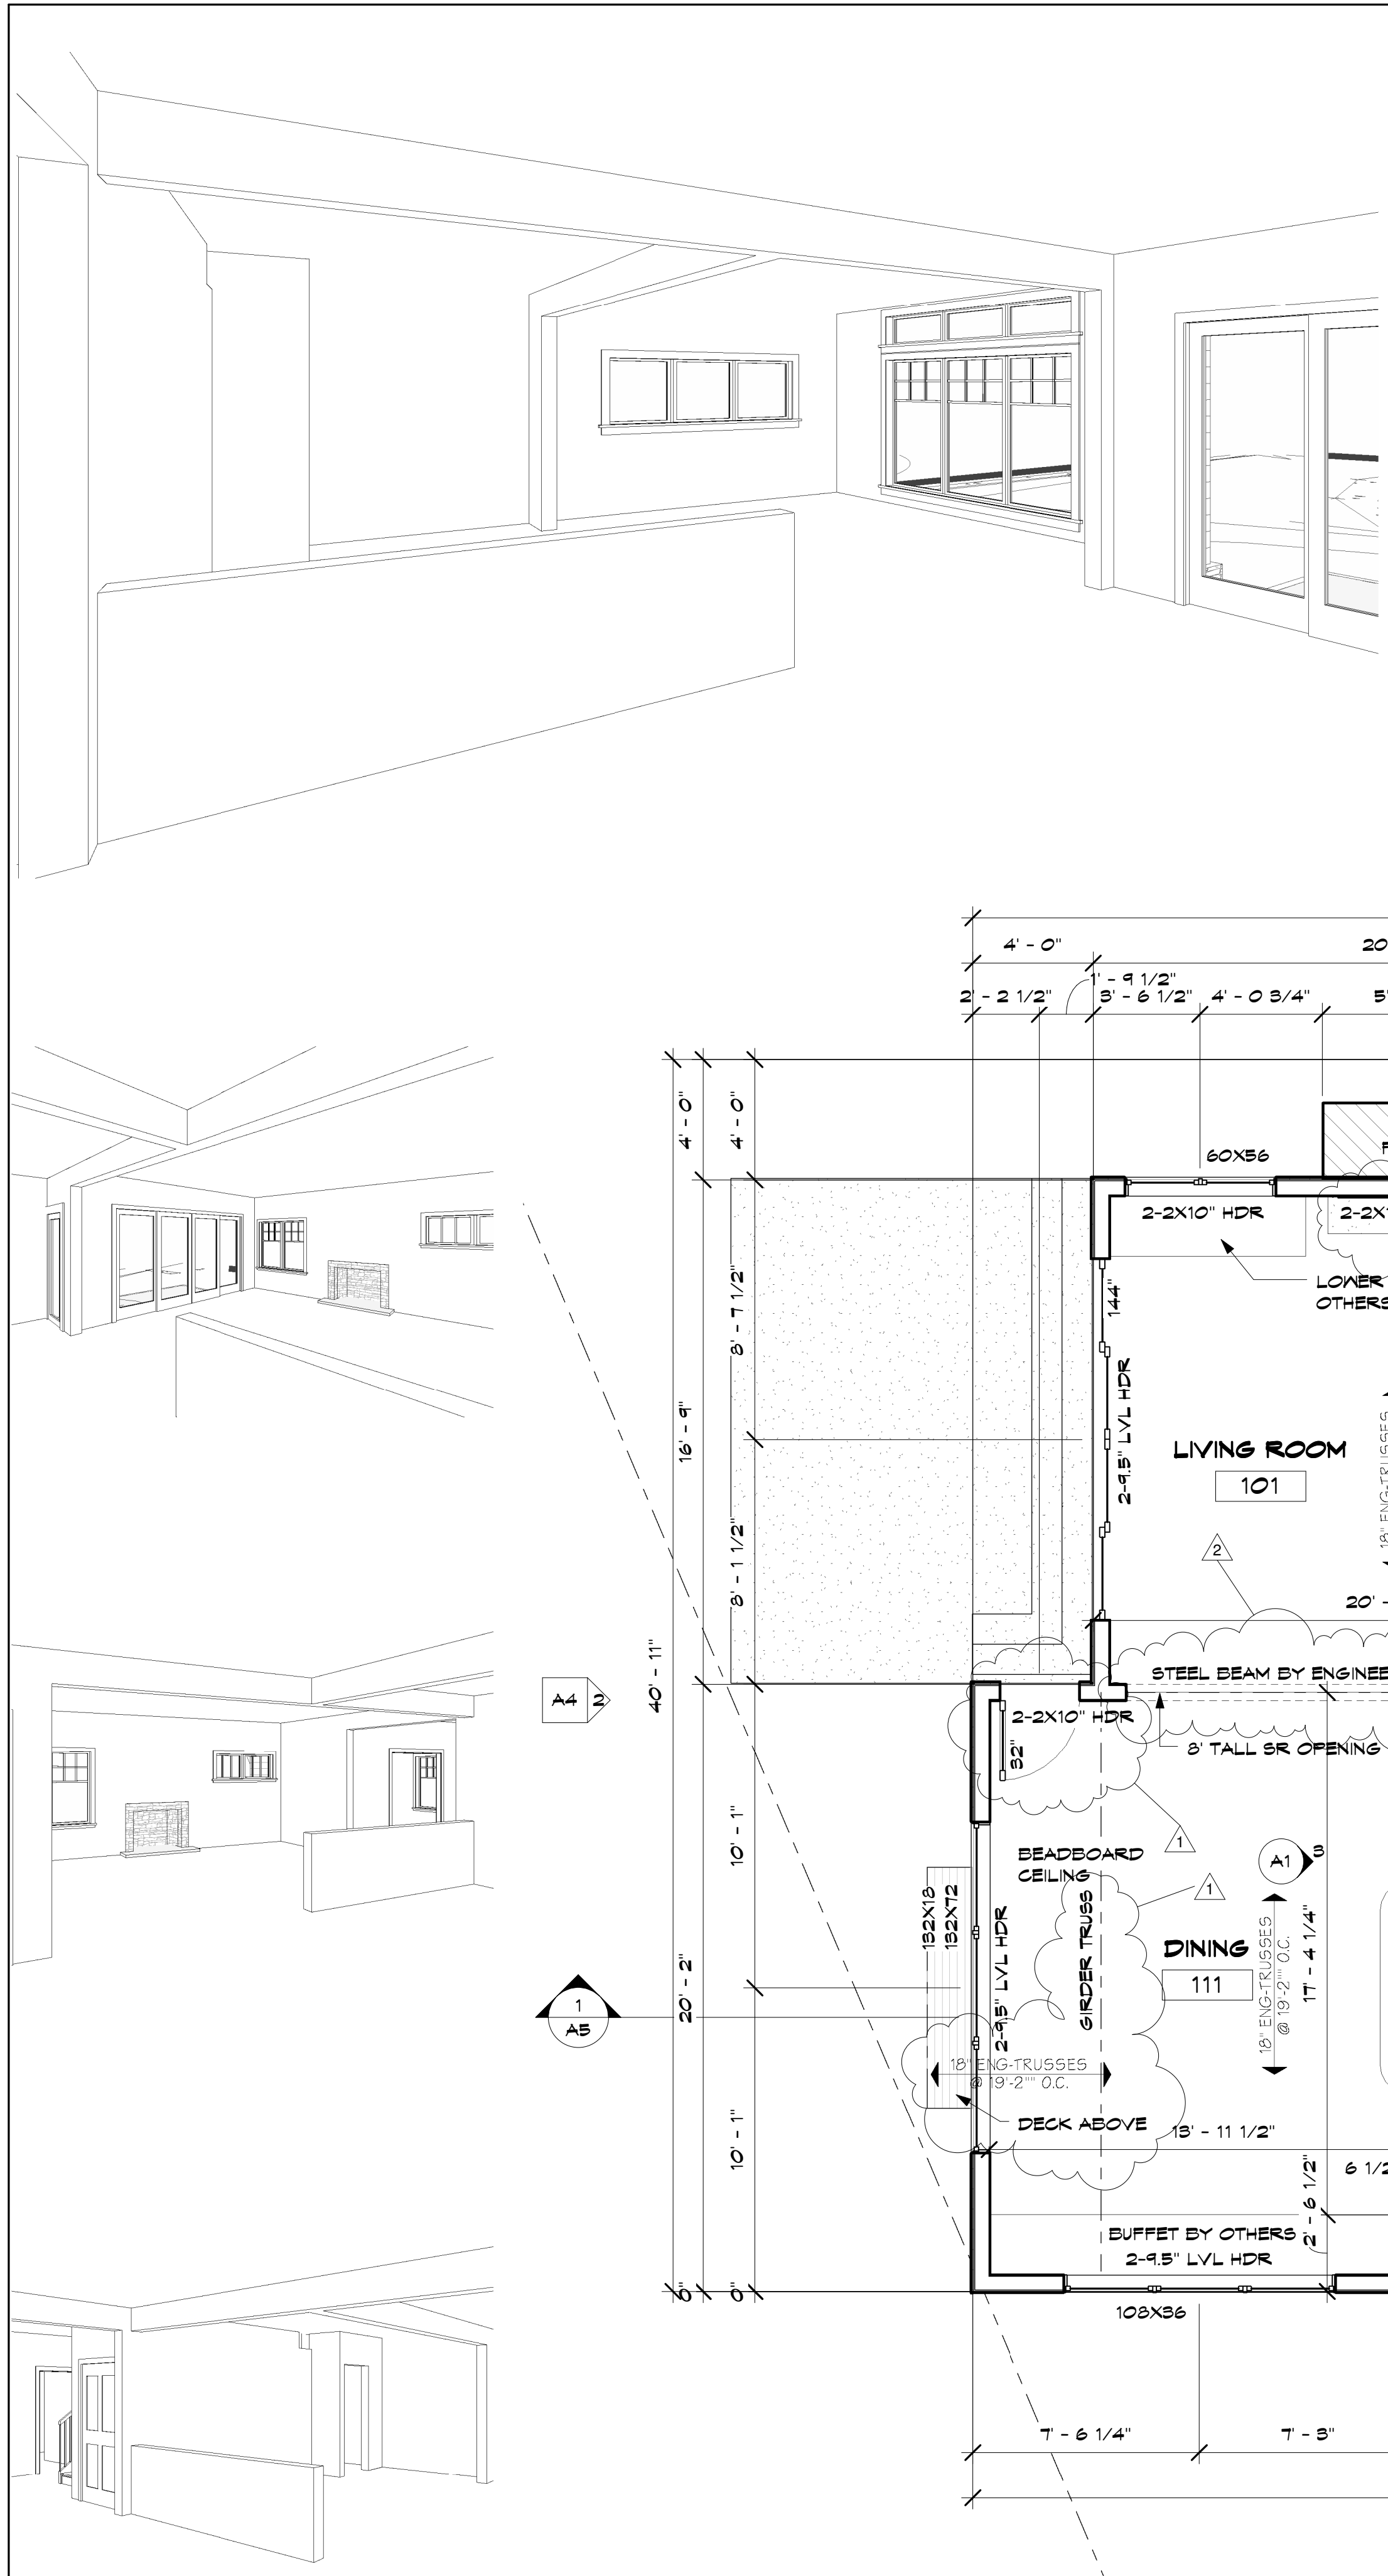 4' - 0"
20
1' - 9 1/2"
2' - 2 1/2"
3' - 6 1/2"
4' - 0 3/4"
5'
4' - 0"
4' - 0"
60X56
2-2X10" HDR
2-2X1
LOWER
OTHERS
144"
8' - 7 1/2"
2-9.5" LVL HDR
16' - 9"
LIVING ROOM
101
18" ENG-TRUSSES
2
8' - 1 1/2"
20' -
STEEL BEAM BY ENGINEE
A4
2
40' - 11"
2-2X10" HDR
8' TALL SR OPENING
32"
1
10' - 1"
BEADBOARD
CEILING
A1
3
1
132X18
132X72
2-9.5" LVL HDR
GIRDER TRUSS
DINING
111
18" ENG-TRUSSES
@ 19'-2"" O.C.
17' - 4 1/4"
1
A5
20' - 2"
18" ENG-TRUSSES
@ 19'-2"" O.C.
DECK ABOVE
13' - 11 1/2"
10' - 1"
6 1/2
2' - 6 1/2"
BUFFET BY OTHERS
2-9.5" LVL HDR
0"
0"
108X36
7' - 6 1/4"
7' - 3"